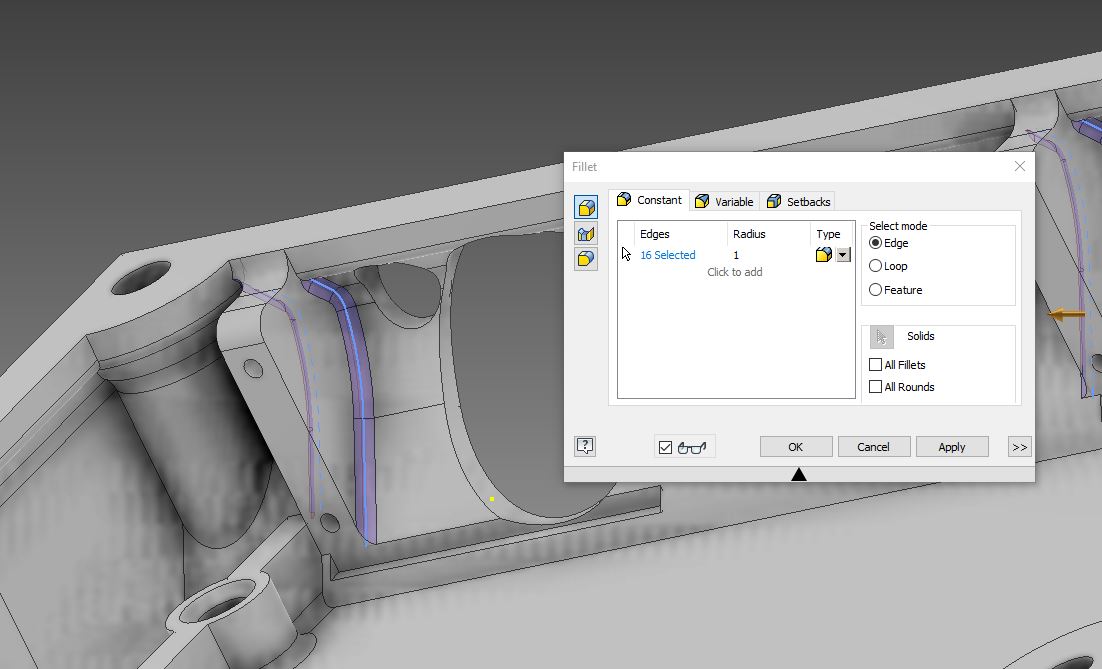 Fillet
Constant Variable Setbacks
Edges Radius Type
16 Selected 1
Click to add
Select mode
Edge
Loop
Feature
Solids
All Fillets
All Rounds
? OK Cancel Apply >>